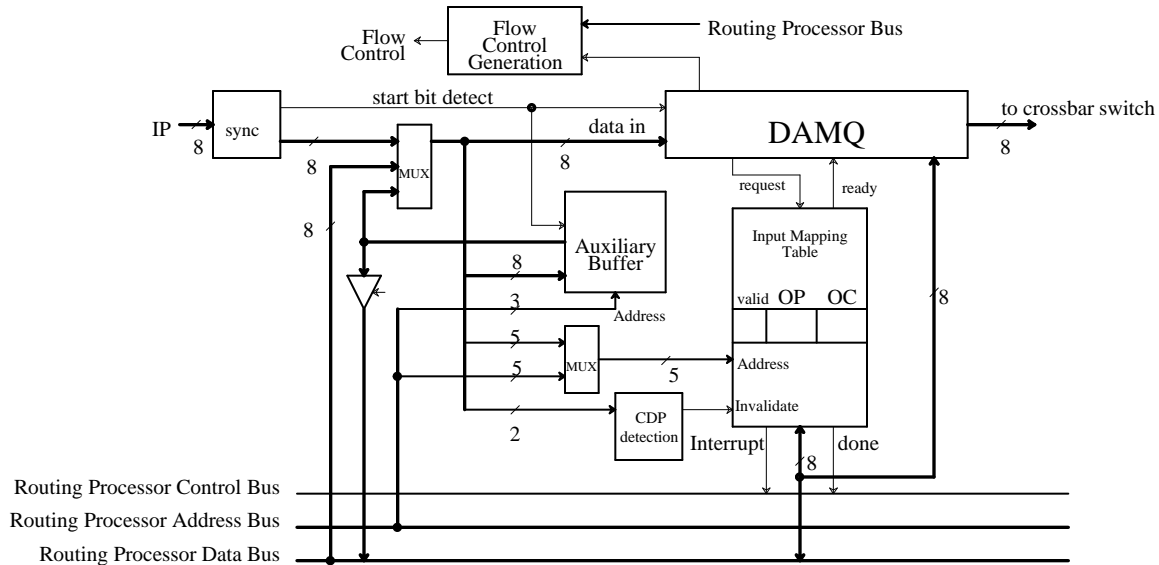 Flow
Control
Flow
Control
Generation
Routing Processor Bus
IP
8
sync
start bit detect
8
MUX
data in
8
DAMQ
to crossbar switch
8
request
ready
8
Auxiliary
Buffer
8
3
Address
Input Mapping
Table
valid
OP
OC
8
5
5
MUX
5
Address
2
CDP
detection
Invalidate
Interrupt
done
8
Routing Processor Control Bus
Routing Processor Address Bus
Routing Processor Data Bus